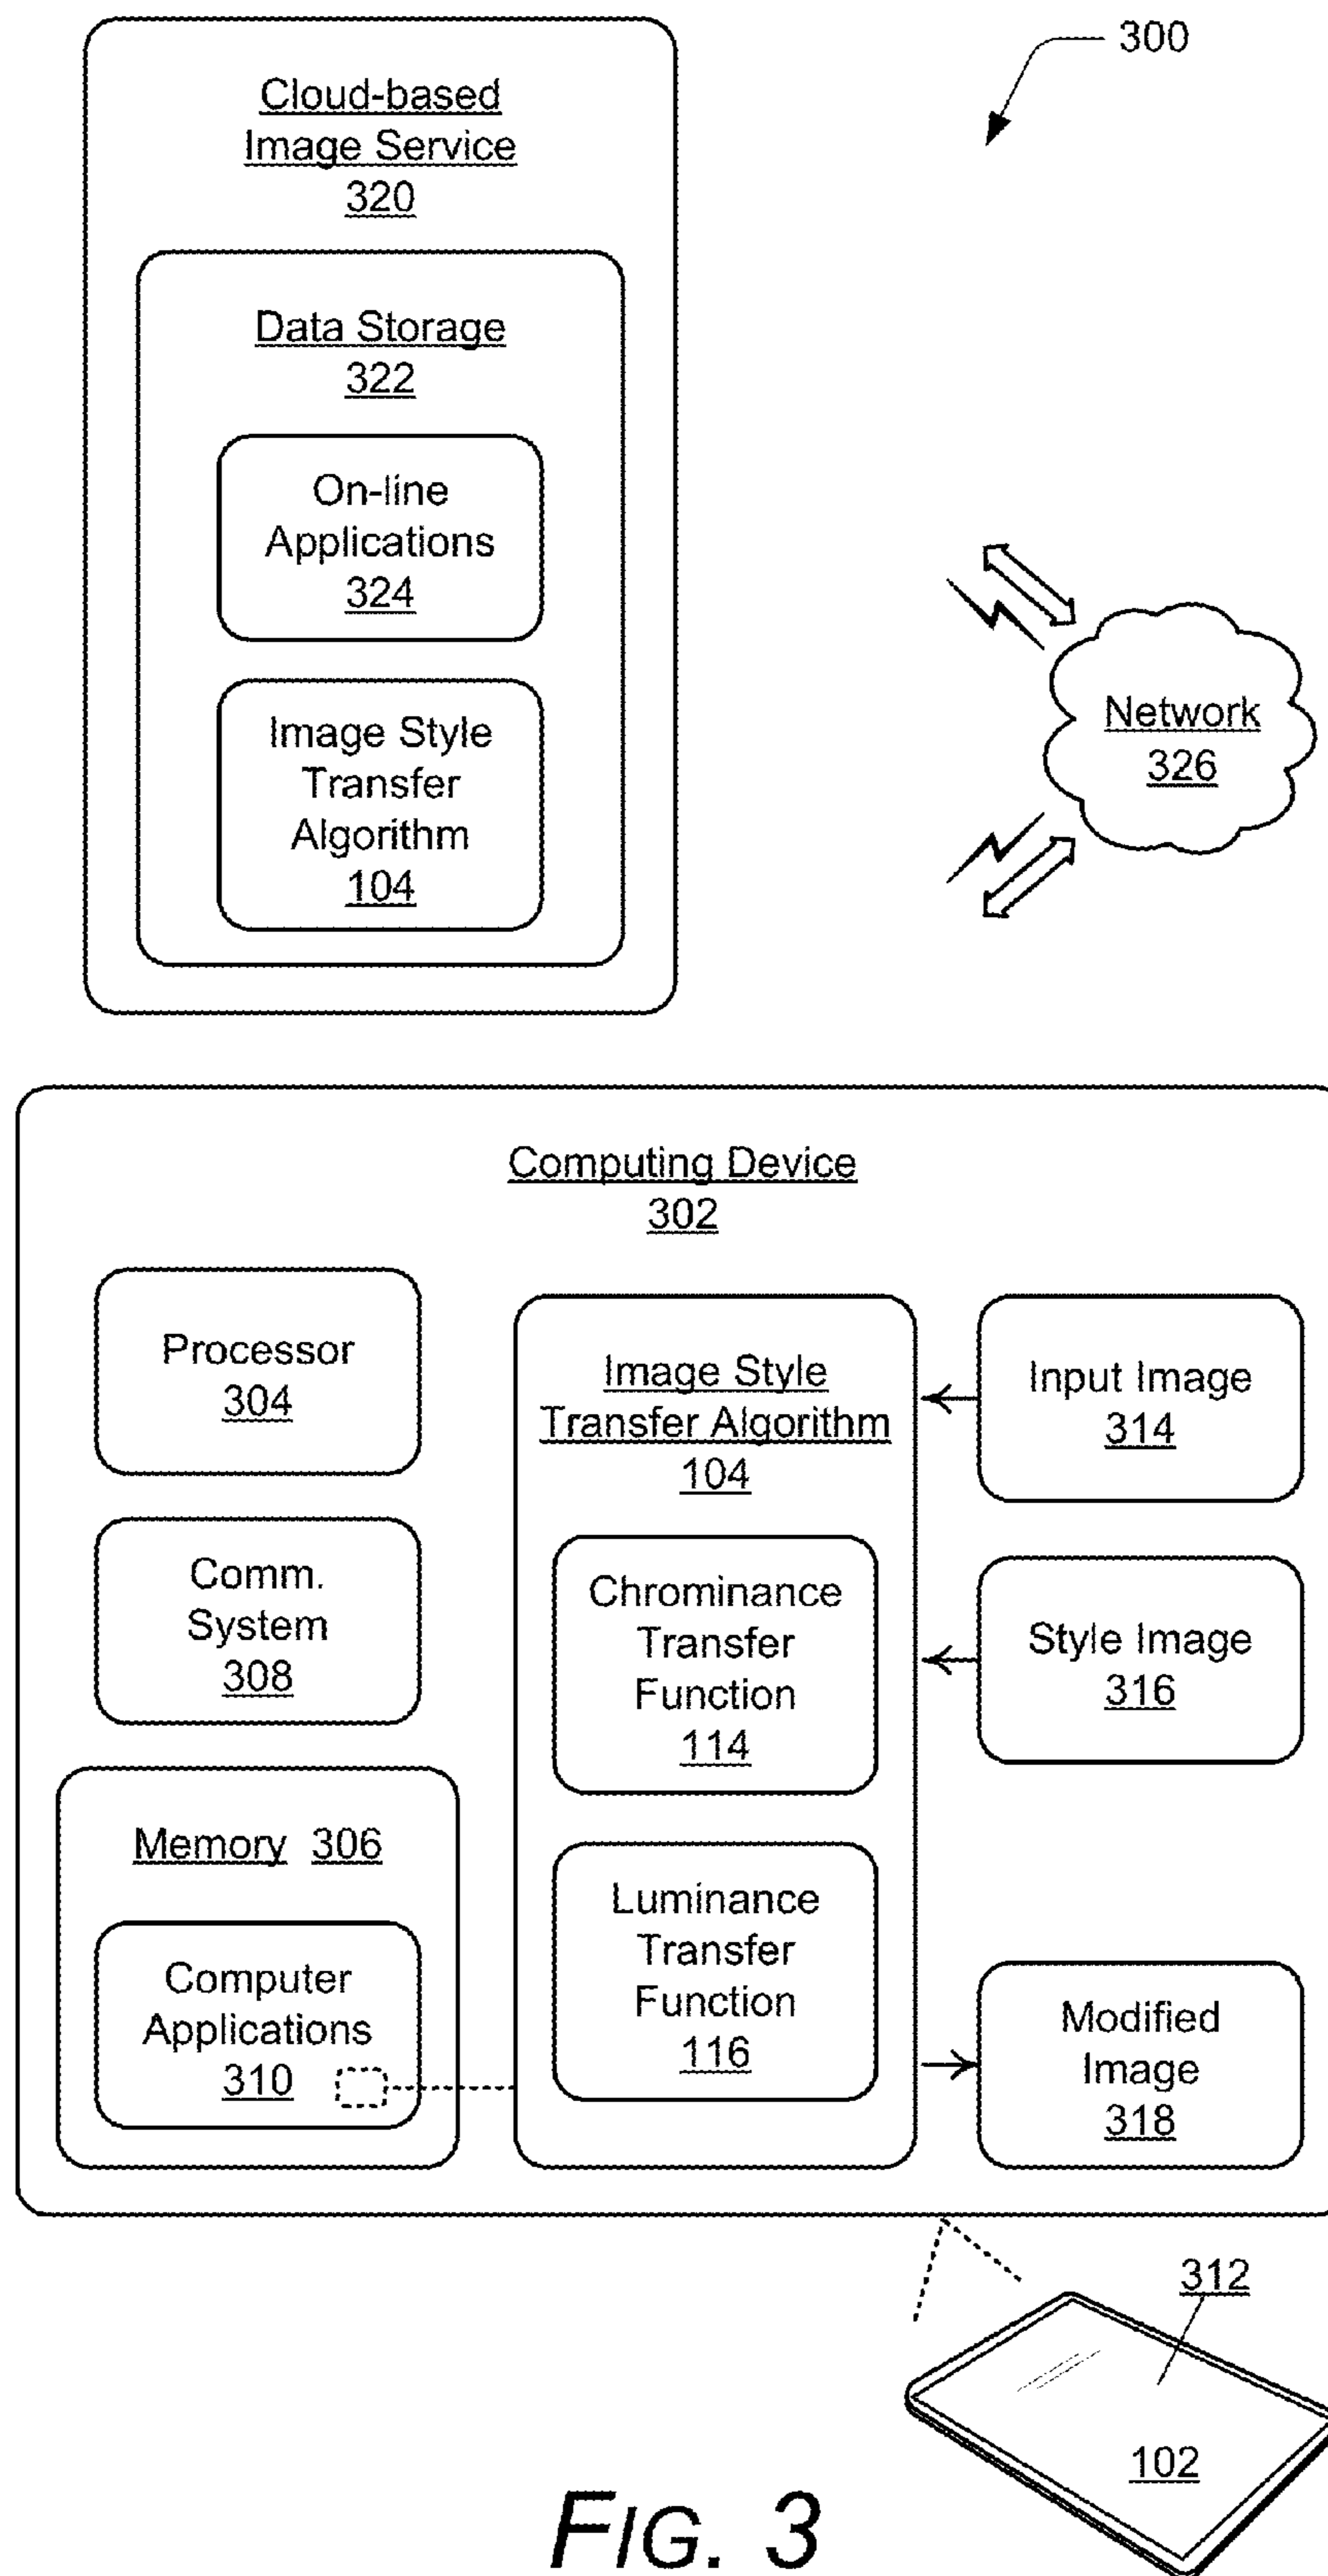 300
Cloud-based
Image Service
320
Data Storage
322
On-line
Applications
324
Image Style
Transfer
Algorithm
104
Network
326
Computing Device
302
Processor
304
Comm.
System
308
Memory 306
Computer
Applications
310
Image Style
Transfer Algorithm
104
Chrominance
Transfer
Function
114
Luminance
Transfer
Function
116
Input Image
314
Style Image
316
Modified
Image
318
312
102
FIG. 3